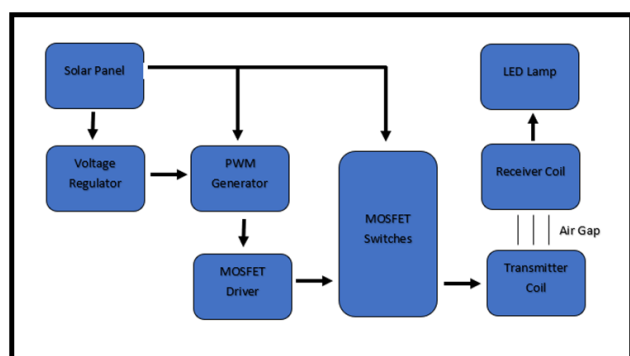 Solar Panel
LED Lamp
Voltage
Regulator
PWM
Generator
Receiver Coil
MOSFET
Switches
Air Gap
MOSFET
Driver
Transmitter
Coil